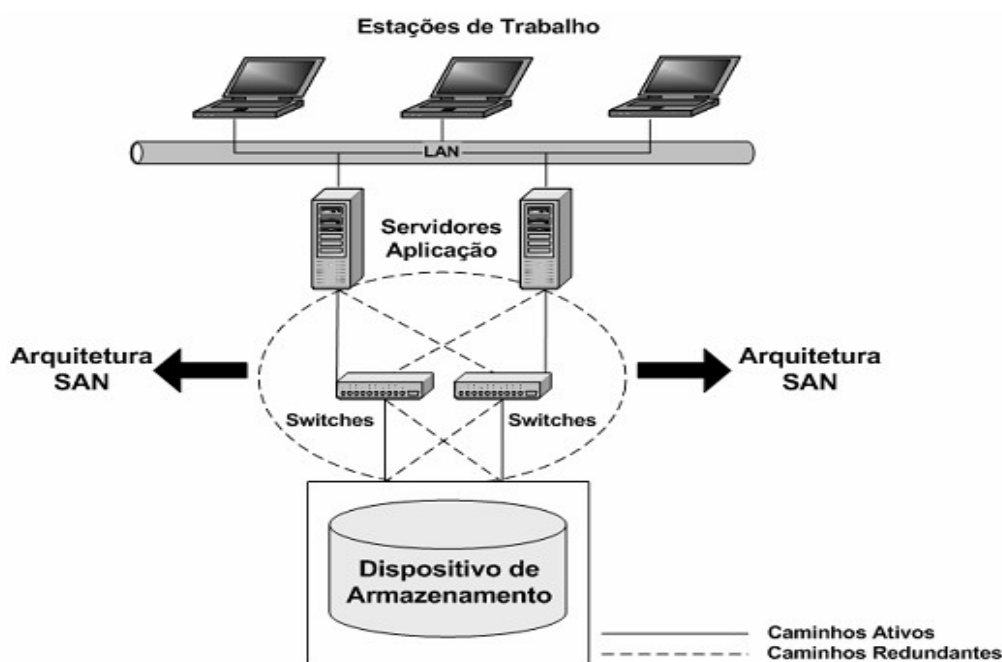 Estações de Trabalho
LAN
Servidores
Aplicação
Arquitetura
SAN
Arquitetura
SAN
Switches
Switches
Dispositivo de
Armazenamento
Caminhos Ativos
Caminhos Redundantes